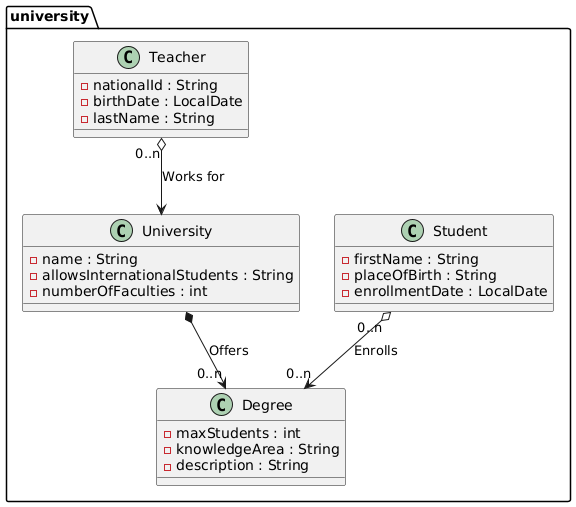 university
C Teacher
nationalId : String
birthDate : LocalDate
lastName : String
0..n
Works for
C University
name : String
allowsInternationalStudents : String
numberOfFaculties : int
C Student
firstName : String
placeOfBirth : String
enrollmentDate : LocalDate
0..n
Offers
Enrolls
0..n
0..n
C Degree
maxStudents : int
knowledgeArea : String
description : String